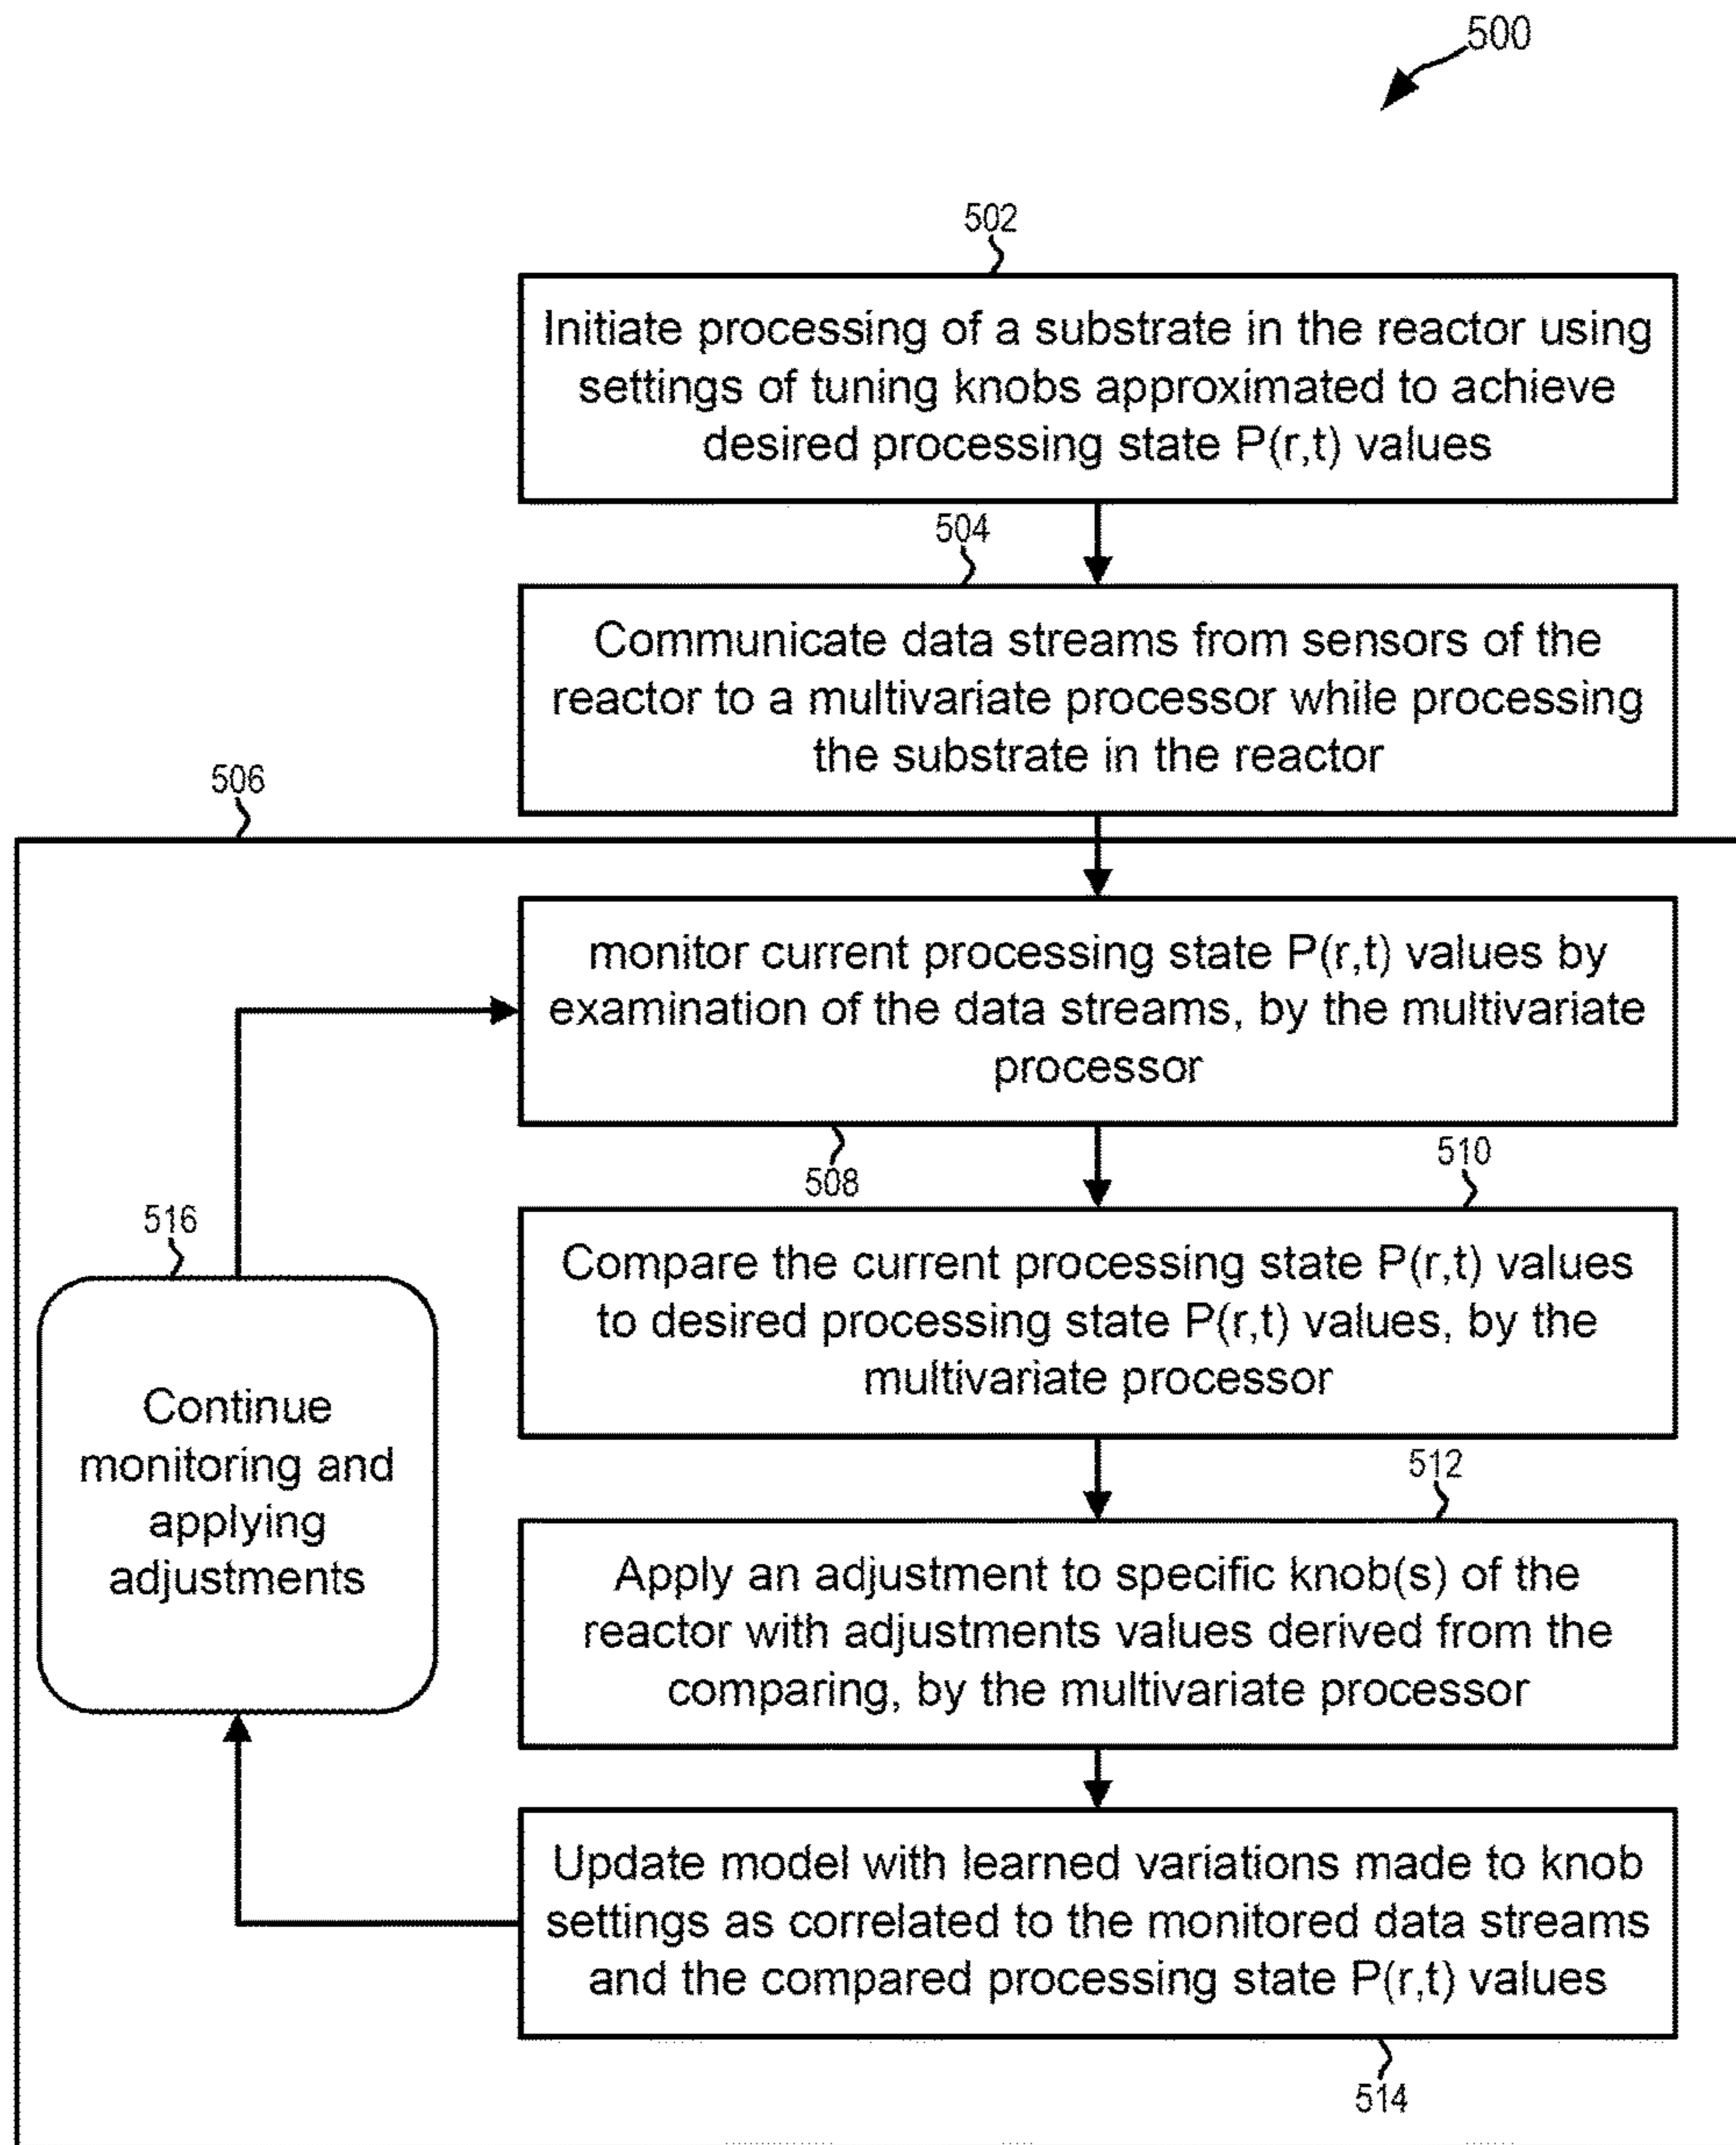 500
502
Initiate processing of a substrate in the reactor using
settings of tuning knobs approximated to achieve
desired processing state P(r,t) values
504
Communicate data streams from sensors of the
reactor to a multivariate processor while processing
the substrate in the reactor
506
monitor current processing state P(r,t) values by
examination of the data streams, by the multivariate
processor
508
510
Compare the current processing state P(r,t) values
to desired processing state P(r,t) values, by the
multivariate processor
516
Continue
monitoring and
applying
adjustments
512
Apply an adjustment to specific knob(s) of the
reactor with adjustments values derived from the
comparing, by the multivariate processor
Update model with learned variations made to knob
settings as correlated to the monitored data streams
and the compared processing state P(r,t) values
514